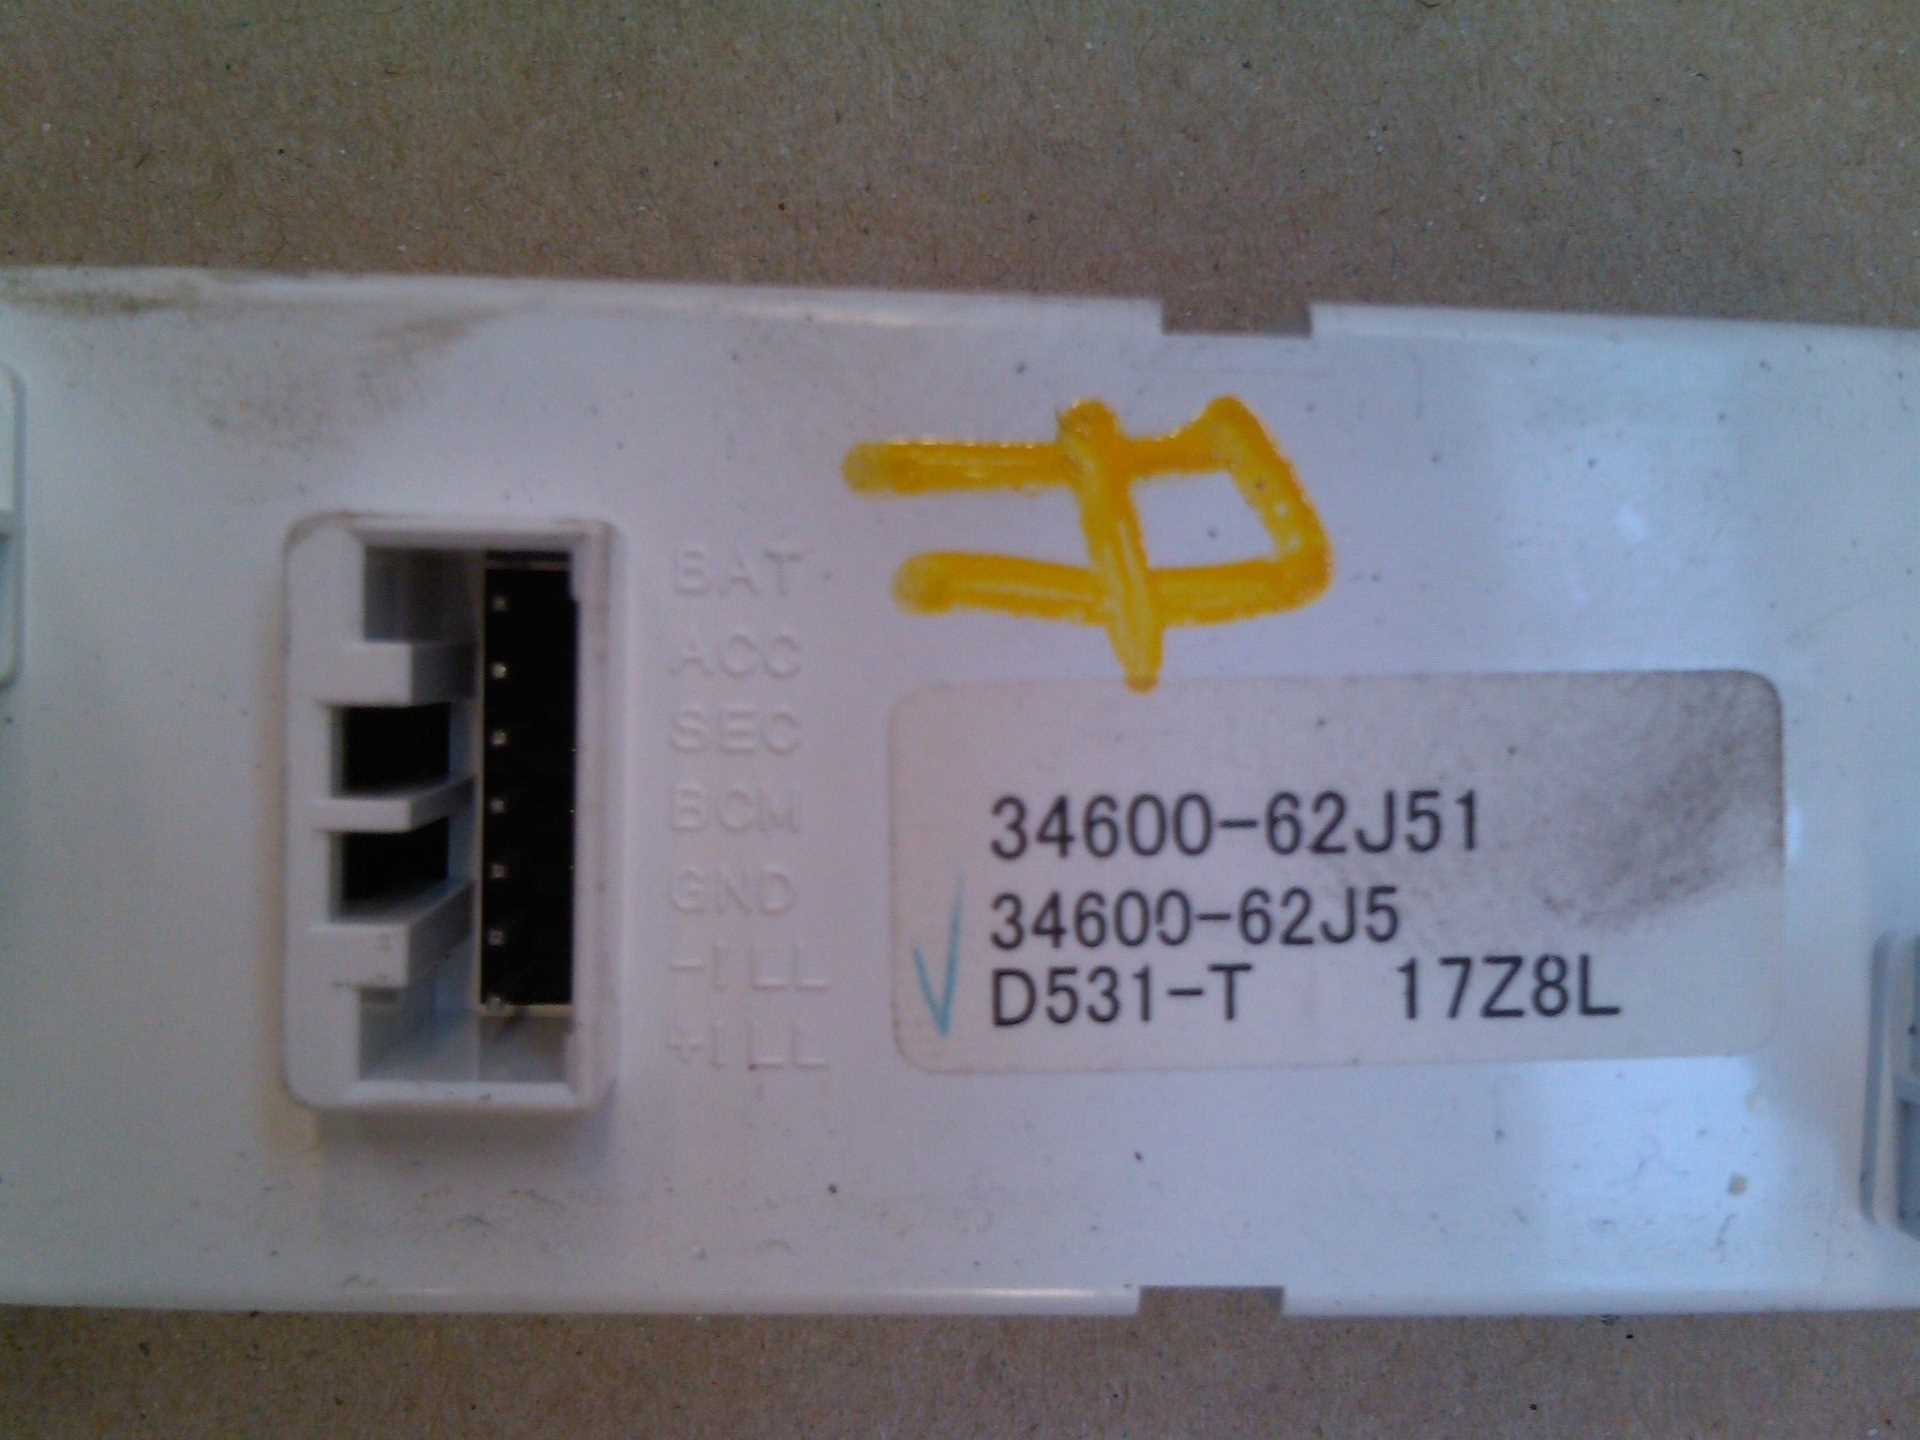 BAT
ACC
SEC
BCM
GND
-ILL
+ILL
34600-62J51
34600-62J5
D531-T 17Z8L